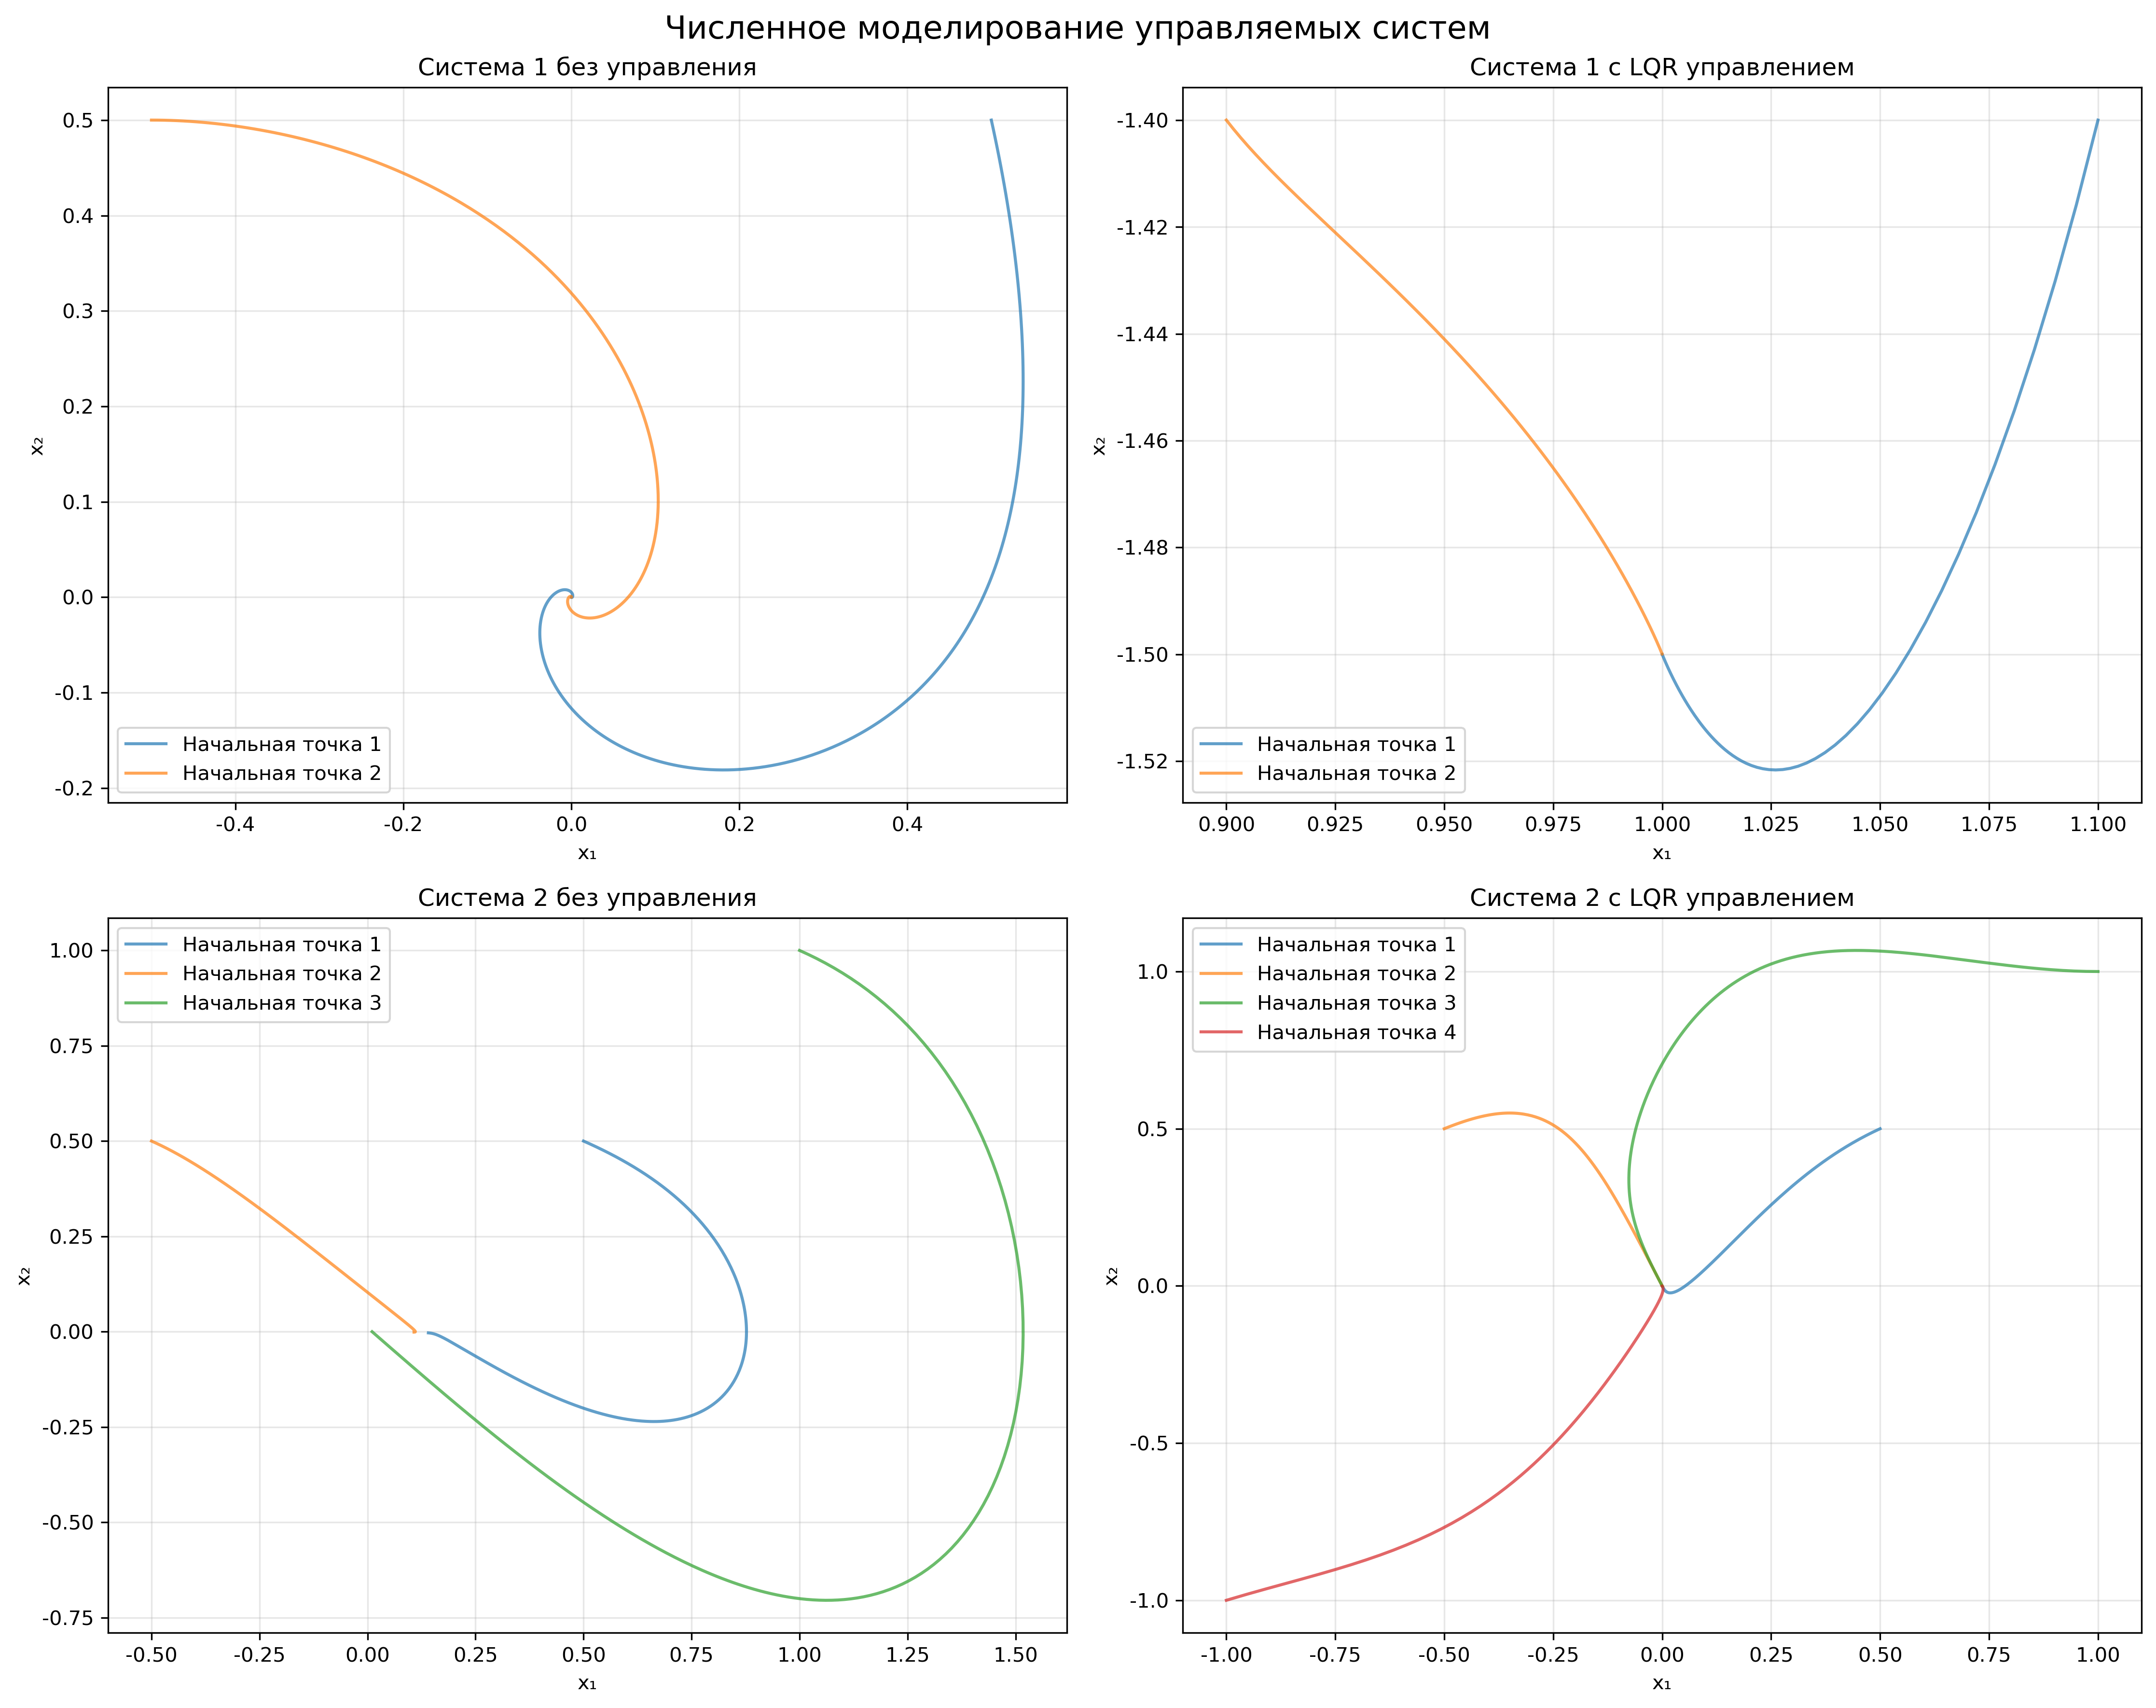 Численное моделирование управляемых систем
Система 1 без управления
0.5
0.4
0.3
0.2
0.1
0.0
-0.1
-0.2
x₂
Начальная точка 1
Начальная точка 2
-0.4 -0.2 0.0 0.2 0.4
x₁
Система 1 с LQR управлением
-1.40
-1.42
-1.44
-1.46
-1.48
-1.50
-1.52
x₂
Начальная точка 1
Начальная точка 2
0.900 0.925 0.950 0.975 1.000 1.025 1.050 1.075 1.100
x₁
Система 2 без управления
Начальная точка 1
Начальная точка 2
Начальная точка 3
1.00
0.75
0.50
0.25
0.00
-0.25
-0.50
-0.75
x₂
-0.50 -0.25 0.00 0.25 0.50 0.75 1.00 1.25 1.50
x₁
Система 2 с LQR управлением
Начальная точка 1
Начальная точка 2
Начальная точка 3
Начальная точка 4
1.0
0.5
0.0
-0.5
-1.0
x₂
-1.00 -0.75 -0.50 -0.25 0.00 0.25 0.50 0.75 1.00
x₁